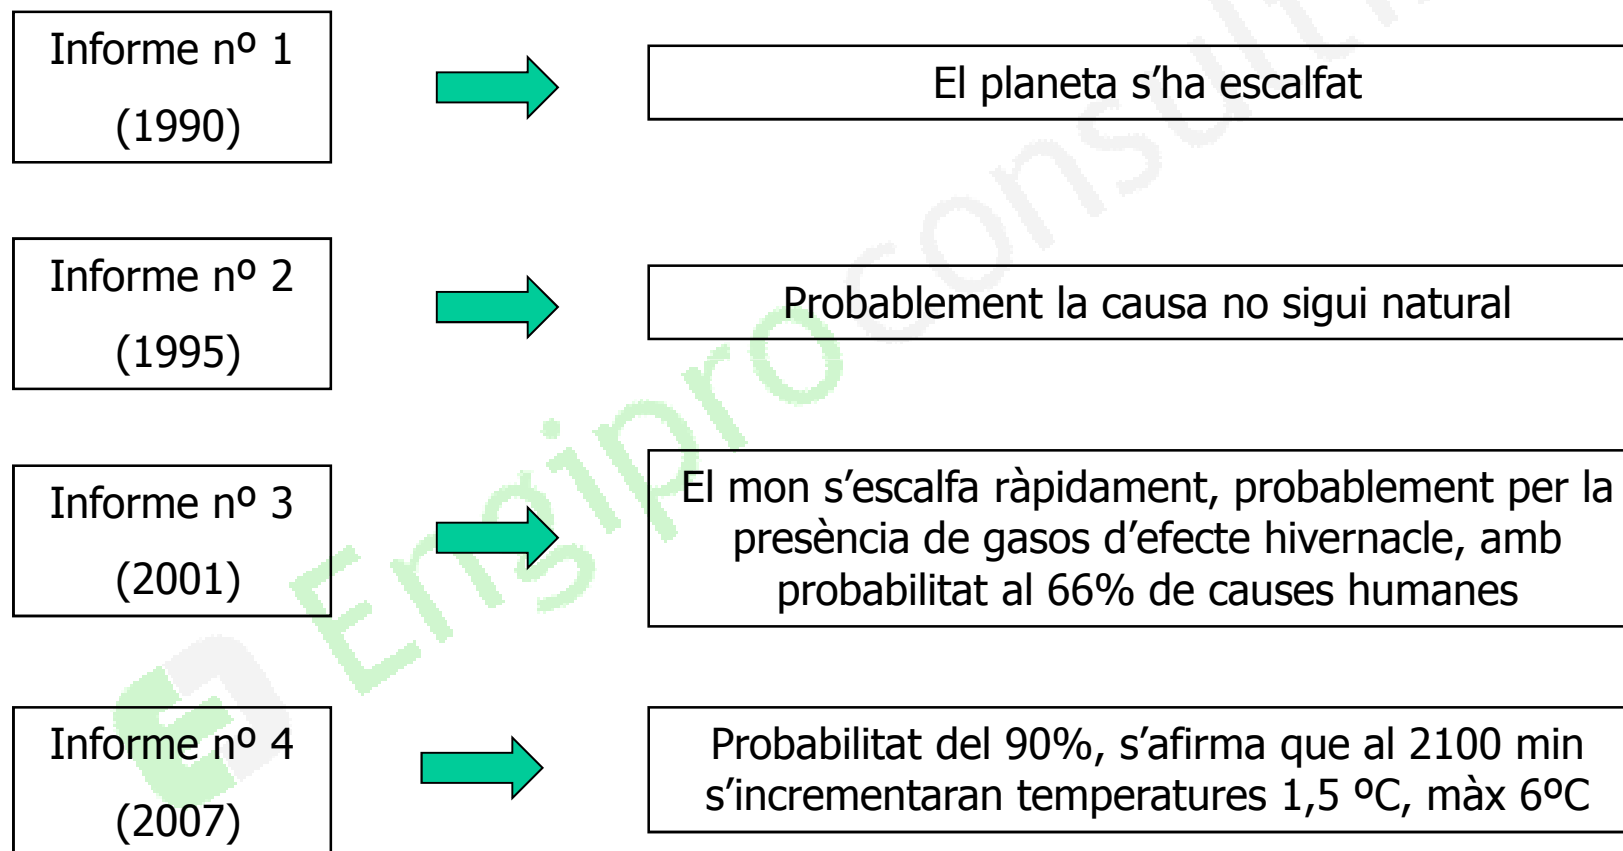 Informe nº 1
(1990)
El planeta s’ha escalfat
Informe nº 2
(1995)
Probablement la causa no sigui natural
Informe nº 3
(2001)
El mon s’escalfa ràpidament, probablement per la
presència de gasos d’efecte hivernacle, amb
probabilitat al 66% de causes humanes
Informe nº 4
(2007)
Probabilitat del 90%, s’afirma que al 2100 min
s’incrementaran temperatures 1,5 ºC, màx 6ºC
Engipro